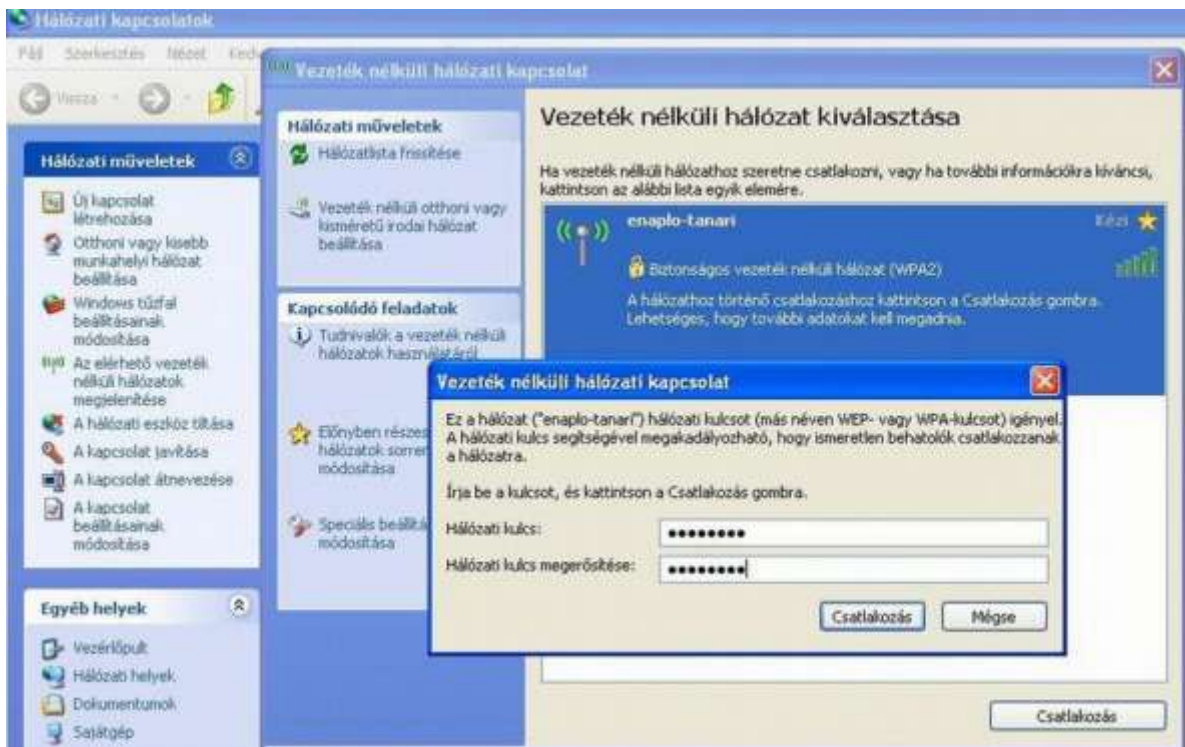 Hálózati kapcsolatok
Fájl Szerkesztés Nézet
Vezeték nélküli hálózati kapcsolat
Vissza
Hálózati műveletek
Új kapcsolat
létrehozása
Otthoni vagy kisebb
munkahelyi hálózat
beállítása
Windows tűzfal
beállításainak
módosítása
Az elérhető vezeték
nélküli hálózatok
megjelenítése
A hálózati eszköz tiltása
A kapcsolat javítása
A kapcsolat átnevezése
A kapcsolat
beállításainak
módosítása
Egyéb helyek
Vezérlőpult
Hálózati helyek
Dokumentumok
Sajátgép
Hálózati műveletek
Hálózatlista frissítése
Vezeték nélküli otthoni vagy
kisméretű irodai hálózat
beállítása
Kapcsolódó feladatok
Tudnivalók a vezeték nélküli
hálózatok használatáról
Előnyben
hálózatok
módosítása
Speciális
módosítása
Vezeték nélküli hálózat kiválasztása
Ha vezeték nélküli hálózathoz szeretne csatlakozni, vagy ha további információkra kíváncsi,
kattintson az alábbi lista egyik elemére.
enaplo-tanari Kézi
Biztonságos vezeték nélküli hálózat (WPA2)
A hálózathoz történő csatlakozáshoz kattintson a Csatlakozás gombra.
Lehetséges, hogy további adatokat kell megadnia.
Vezeték nélküli hálózati kapcsolat
Ez a hálózat ("enaplo-tanari") hálózati kulcsot (más néven WEP- vagy WPA-kulcsot) igényel.
A hálózati kulcs segítségével megakadályozható, hogy ismeretlen behatolók csatlakozzanak
a hálózatra.
Írja be a kulcsot, és kattintson a Csatlakozás gombra.
Hálózati kulcs: ●●●●●●●●
Hálózati kulcs megerősítése: ●●●●●●●●
Csatlakozás Mégse
Csatlakozás